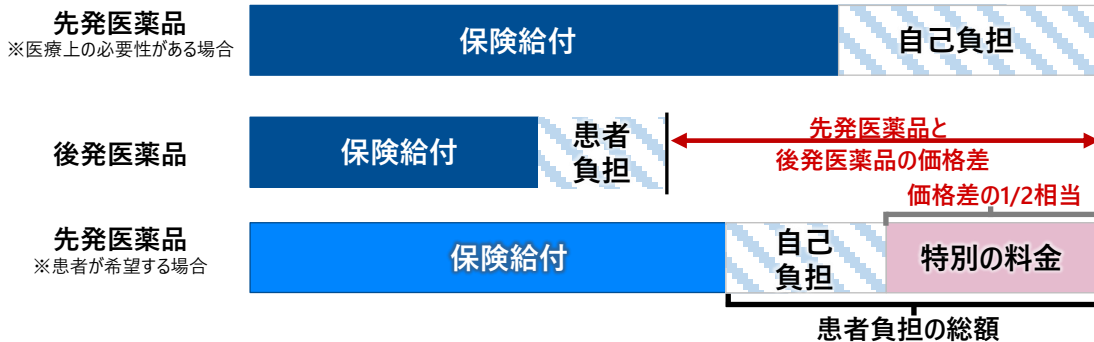 先発医薬品
※医療上の必要性がある場合
保険給付
自己負担
後発医薬品
保険給付
患者
負担
先発医薬品と
後発医薬品の価格差
価格差の1/2相当
先発医薬品
※患者が希望する場合
保険給付
自己
負担
特別の料金
患者負担の総額